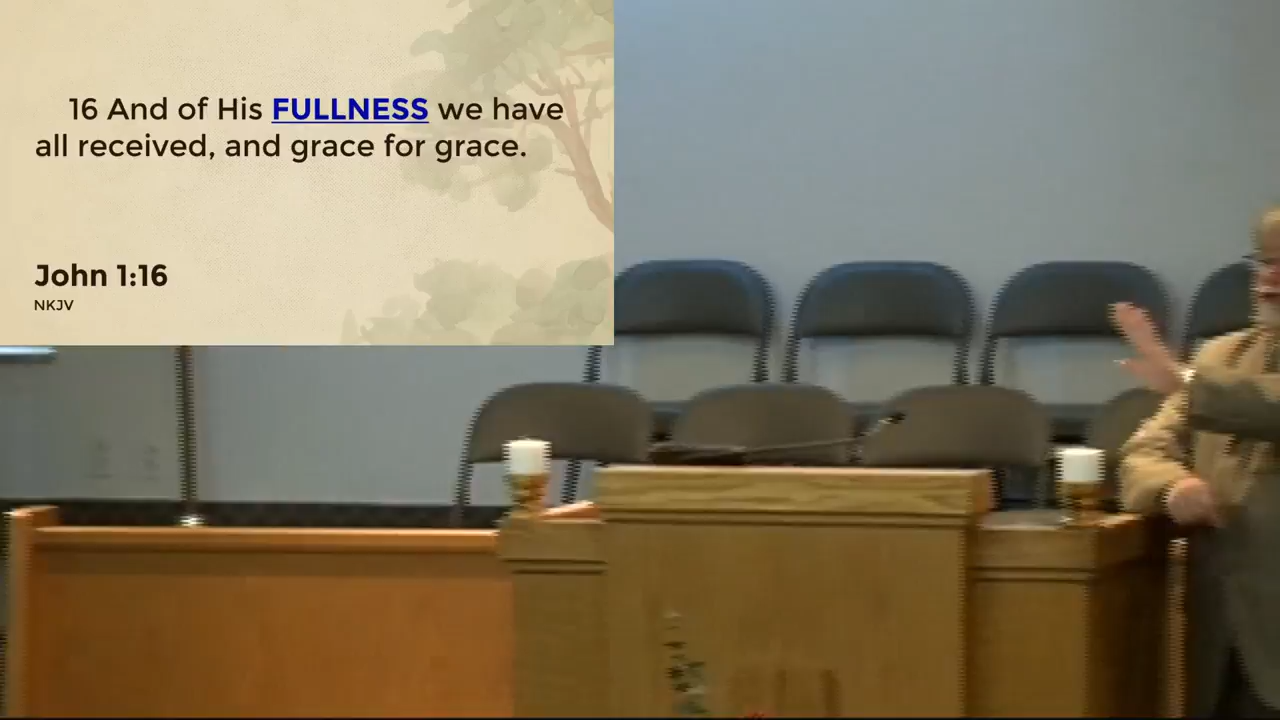 16 And of His FULLNESS we have
all received, and grace for grace.
John 1:16
NKJV